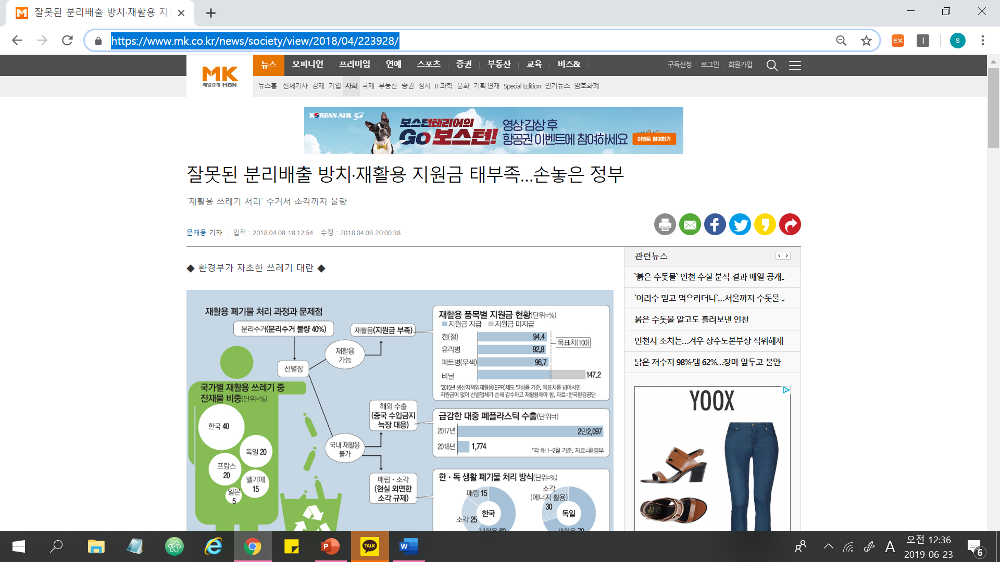 잘못된 분리배출 방치·재활용 지
https://www.mk.co.kr/news/society/view/2018/04/223928/
EX
I
s
MK
매일경제 MBN
뉴스 오피니언 프리미엄 연예 스포츠 증권 부동산 교육 비즈&
구독신청 로그인 회원가입
뉴스홈 전체기사 경제 기업 사회 국제 부동산 증권 정치 IT·과학 문화 기획·연재 Special Edition 인기뉴스 암호화폐
KOREAN AIR 50
보스턴테리어의
Go 보스턴!
영상 감상 후
항공권 이벤트에 참여하세요
이벤트 참여하기
잘못된 분리배출 방치·재활용 지원금 태부족…손놓은 정부
`재활용 쓰레기 처리` 수거서 소각까지 불량
문재용 기자 입력 : 2018.04.08 18:12:54 수정 : 2018.04.08 20:00:38
◆ 환경부가 자초한 쓰레기 대란 ◆
재활용 폐기물 처리 과정과 문제점
분리수거(분리수거 불량 40%)
재활용(지원금 부족)
재활용
가능
선별장
국가별 재활용 쓰레기 중
잔재물 비중(단위=%)
한국 40
독일 20
프랑스
20
벨기에
15
일본
5
해외 수출
(중국 수입금지
늑장 대응)
국내 재활용
불가
매립·소각
(현실 외면한
소각 규제)
재활용 품목별 지원금 현황(단위=%)
지원금 지급 지원금 미지급
캔(철) 94.4
목표치(100)
유리병 92.8
페트병(무색) 96.7
비닐 147.2
*2015년 생산자책임재활용(EPR)제도 달성률 기준. 목표치를 넘어서면
지원금이 없어 선별업체가 손해 감수하고 재활용해야 함. 자료=한국환경공단
급감한 대중 폐플라스틱 수출(단위=t)
2017년 2만2,097
2018년 1,774
*각 해 1~2월 기준. 자료=환경부
한·독 생활 폐기물 처리 방식(단위=%)
매립 15
한국
소각 25
재활용 60
소각
(에너지 활용)
30
독일
재활용 70
관련뉴스
`붉은 수돗물` 인천 수질 분석 결과 매일 공개..
`아리수 믿고 먹으라더니`…서울까지 수돗물 ..
붉은 수돗물 알고도 흘려보낸 인천
인천시 조치는…겨우 상수도본부장 직위해제
낡은 저수지 98%·댐 62%…장마 앞두고 불안
YOOX
P
TALK
W
A
오전 12:36
2019-06-23
6